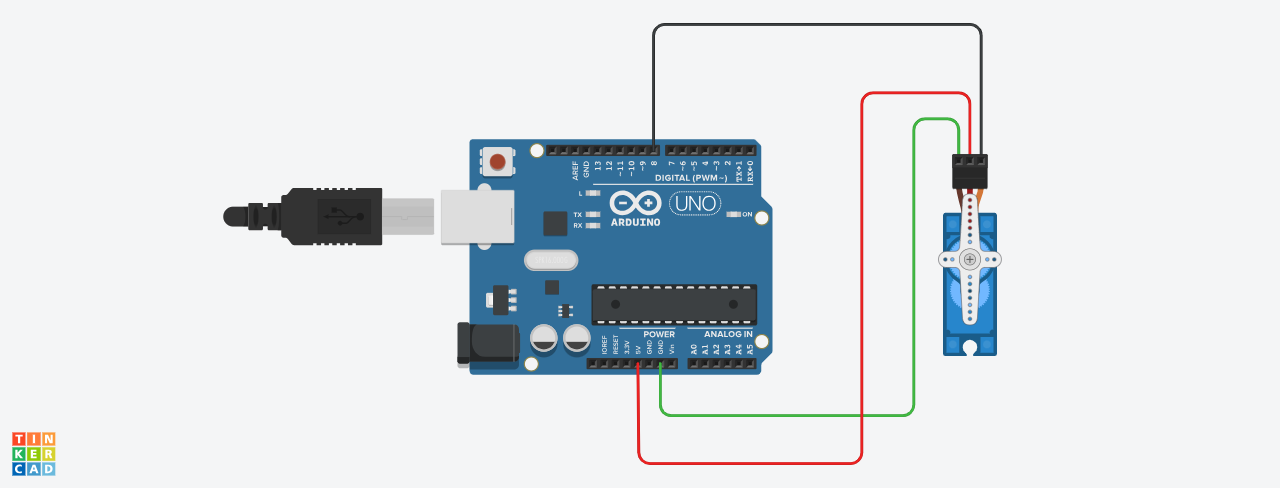 AREF
GND
13
12
~11
~10
~9
8
7
~6
~5
4
~3
2
TX→1
RX←0
DIGITAL (PWM ~)
L
TX
RX
ARDUINO
UNO
ON
POWER
ANALOG IN
IOREF
RESET
3.3V
5V
GND
GND
Vin
A0
A1
A2
A3
A4
A5
TIN
KER
CAD